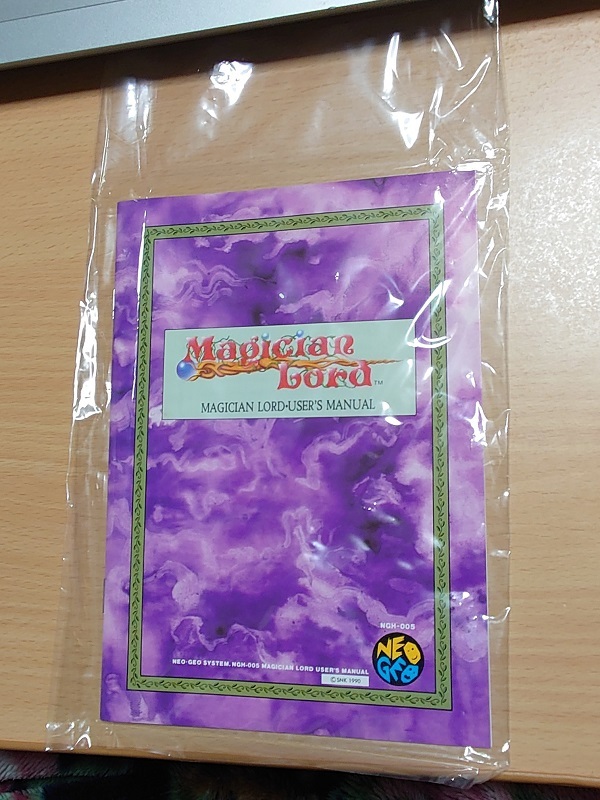 Magician
Lord™
MAGICIAN LORD•USER'S MANUAL
NGH-005
NEO GEO
NEO•GEO SYSTEM. NGH-005 MAGICIAN LORD USER'S MANUAL
©SNK 1990